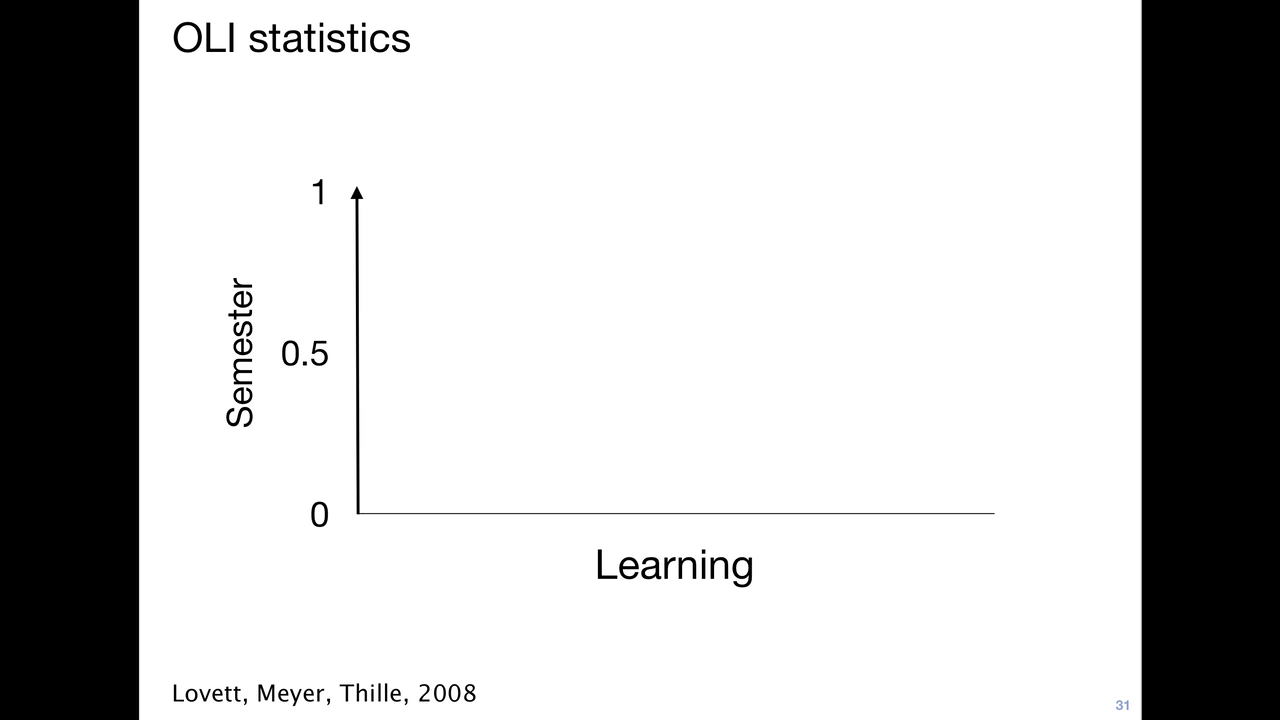 OLI statistics
1
Semester
0.5
0
Learning
Lovett, Meyer, Thille, 2008
31